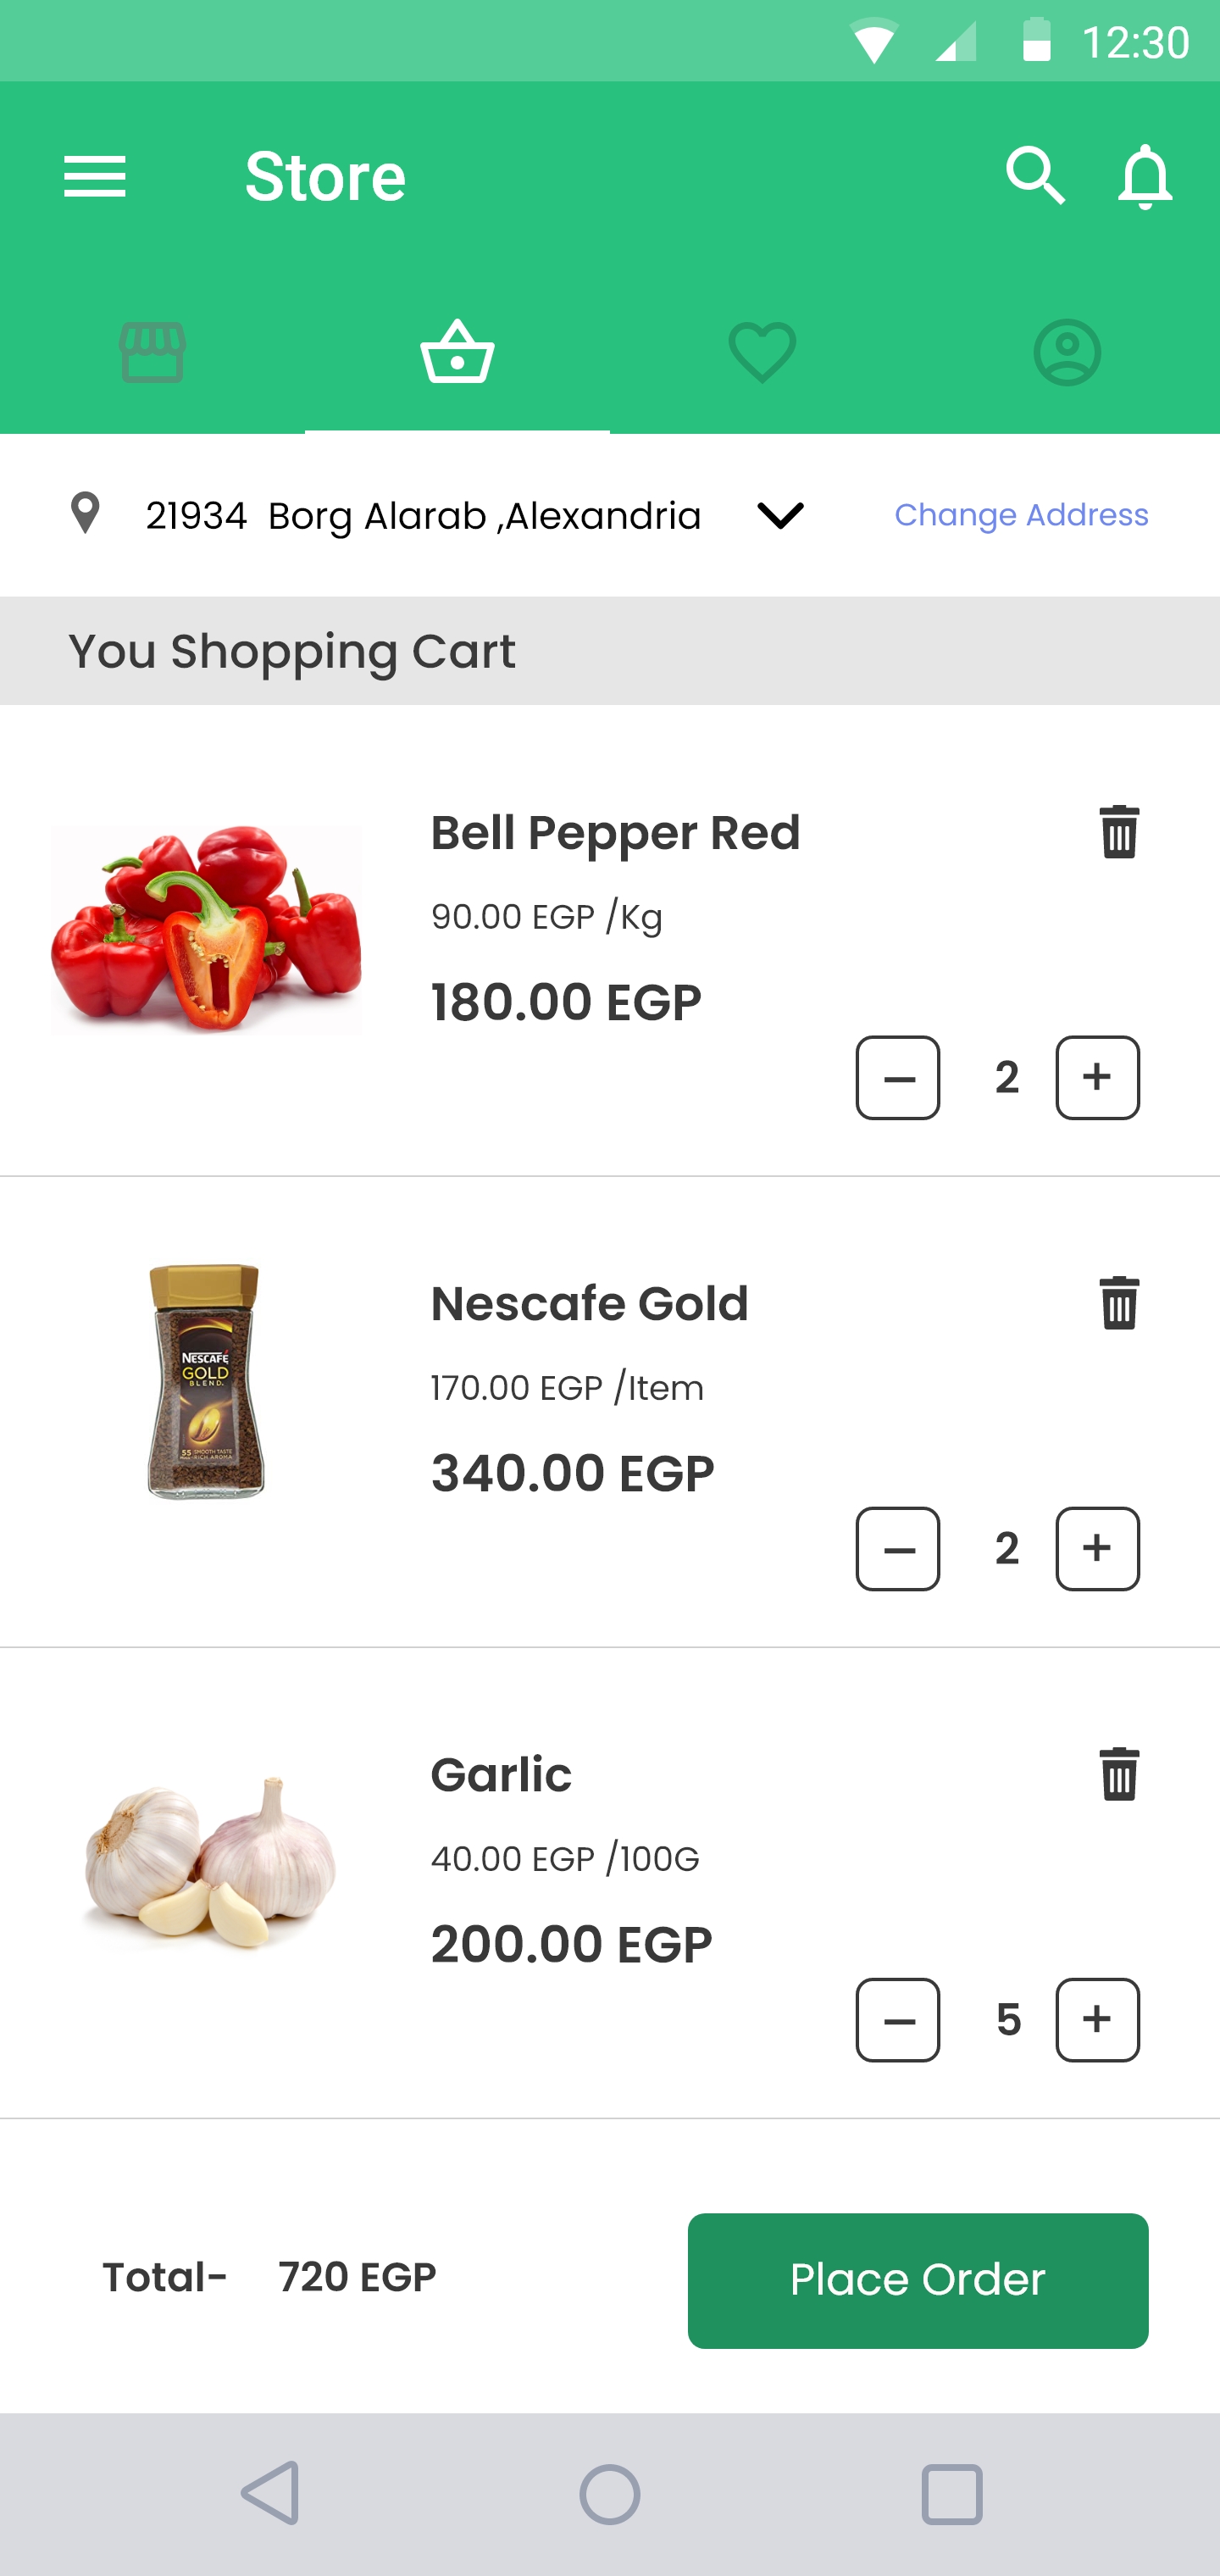 12:30
Store
21934 Borg Alarab ,Alexandria
Change Address
You Shopping Cart
Bell Pepper Red
90.00 EGP /Kg
180.00 EGP
2
NESCAFÉ
GOLD
BLEND.
Nescafe Gold
170.00 EGP /Item
340.00 EGP
2
Garlic
40.00 EGP /100G
200.00 EGP
5
Total- 720 EGP
Place Order